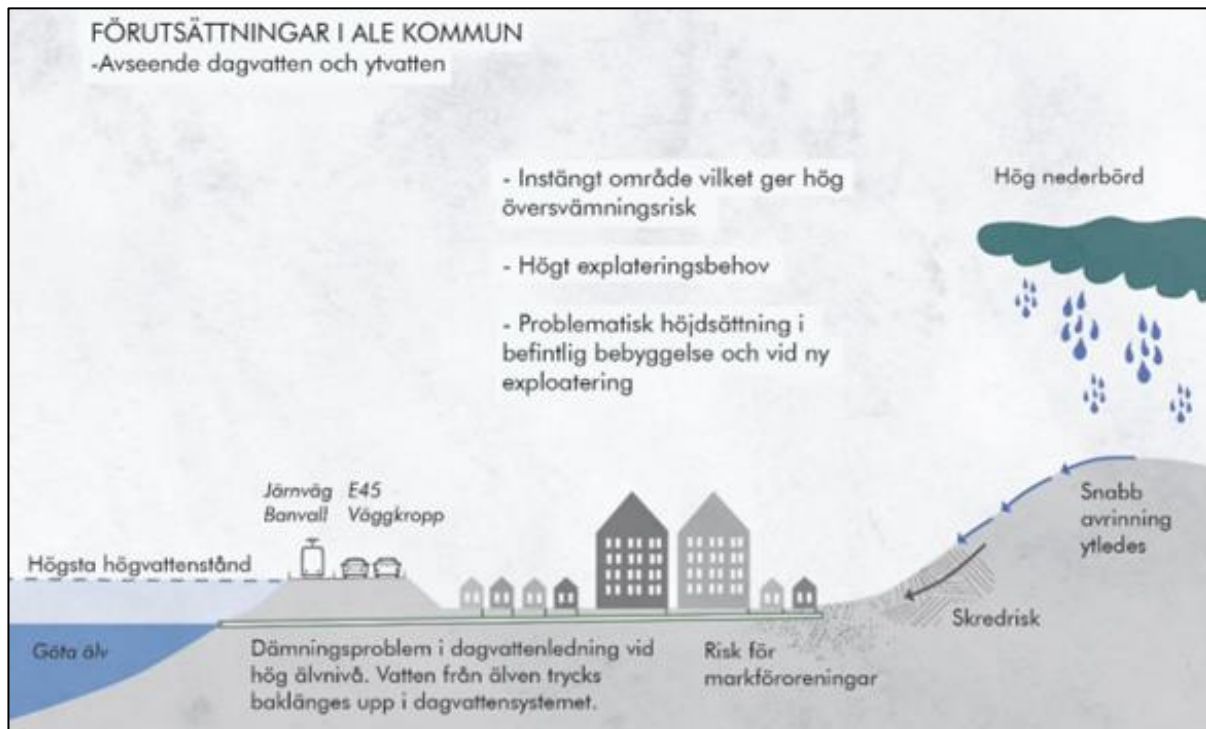 FÖRUTSÄTTNINGAR I ALE KOMMUN
-Avseende dagvatten och ytvatten
- Instängt område vilket ger hög
översvämningsrisk
- Högt explateringsbehov
- Problematisk höjdsättning i
befintlig bebyggelse och vid ny
exploatering
Hög nederbörd
Järnväg E45
Banvall Väggkropp
Snabb
avrinning
ytledes
Högsta högvattenstånd
Skredrisk
Göta älv
Dämningsproblem i dagvattenledning vid
hög älvnivå. Vatten från älven trycks
baklänges upp i dagvattensystemet.
Risk för
markföroreningar